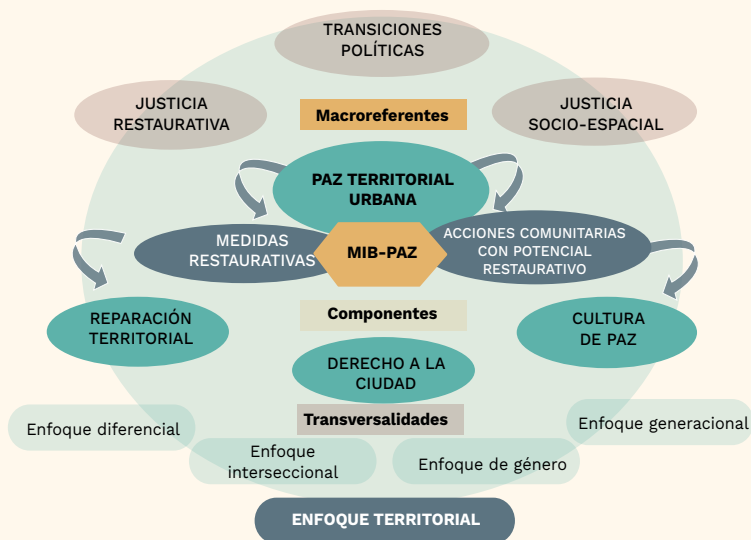 TRANSICIONES
POLÍTICAS
JUSTICIA
RESTAURATIVA
JUSTICIA
SOCIO-ESPACIAL
Macroreferentes
PAZ TERRITORIAL
URBANA
MEDIDAS
RESTAURATIVAS
MIB-PAZ
ACCIONES COMUNITARIAS
CON POTENCIAL
RESTAURATIVO
Componentes
REPARACIÓN
TERRITORIAL
CULTURA
DE PAZ
DERECHO A LA
CIUDAD
Transversalidades
Enfoque diferencial
Enfoque
interseccional
Enfoque de género
Enfoque generacional
ENFOQUE TERRITORIAL